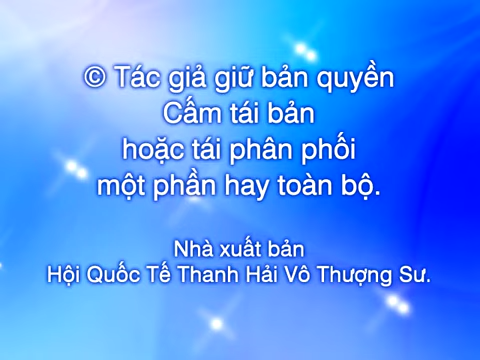 © Tác giả giữ bản quyền
Cấm tái bản
hoặc tái phân phối
một phần hay toàn bộ.
Nhà xuất bản
Hội Quốc Tế Thanh Hải Vô Thượng Sư.